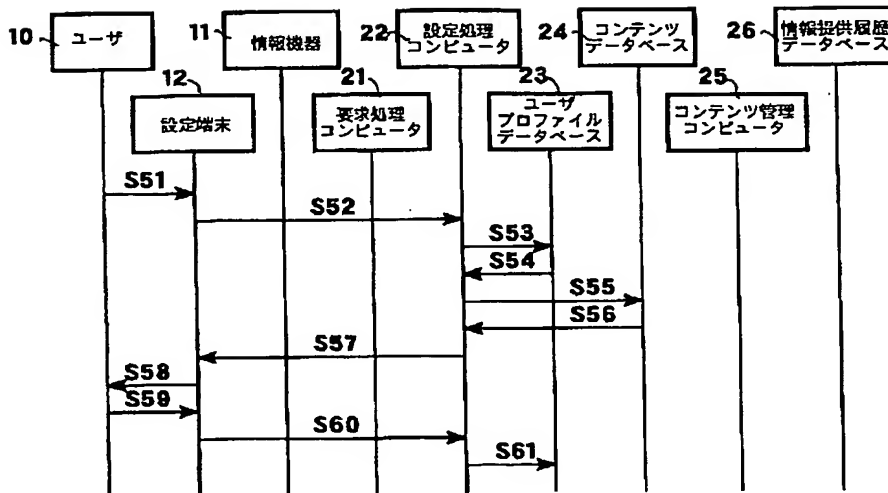 10
ユーザ
11
情報機器
22
設定処理
コンピュータ
24
コンテンツ
データベース
26
情報提供履歴
データベース
12
設定端末
21
要求処理
コンピュータ
23
ユーザ
プロファイル
データベース
25
コンテンツ管理
コンピュータ
S51
S52
S53
S54
S55
S56
S57
S58
S59
S60
S61